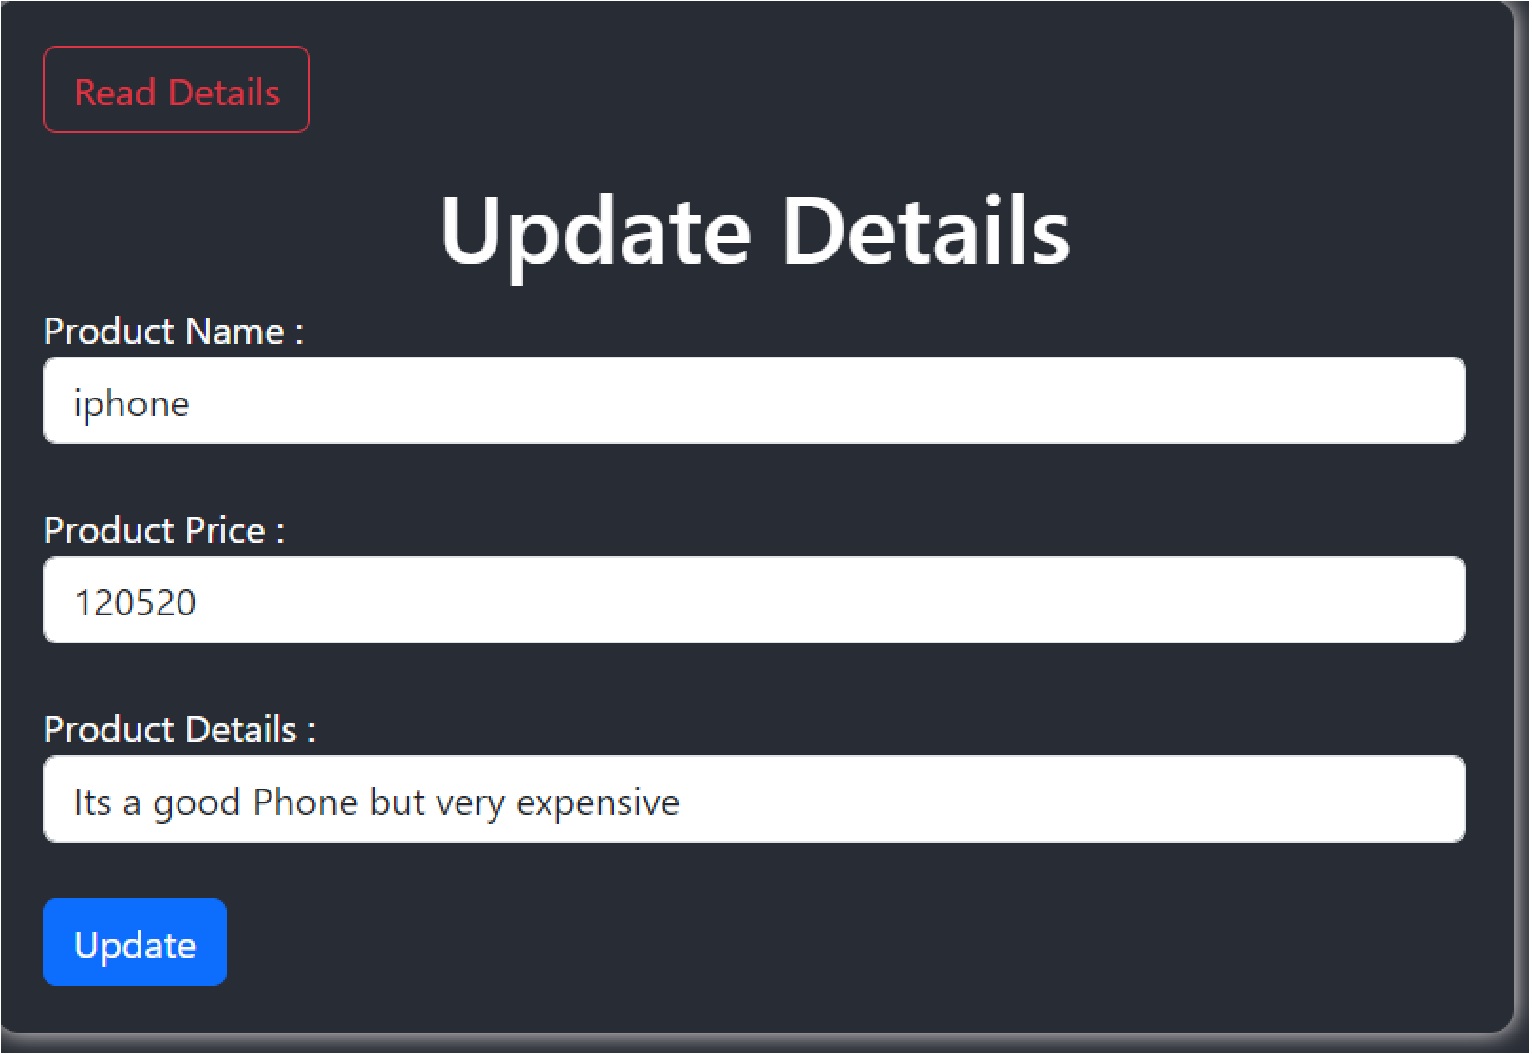 Read Details
Update Details
Product Name :
iphone
Product Price :
120520
Product Details :
Its a good Phone but very expensive
Update